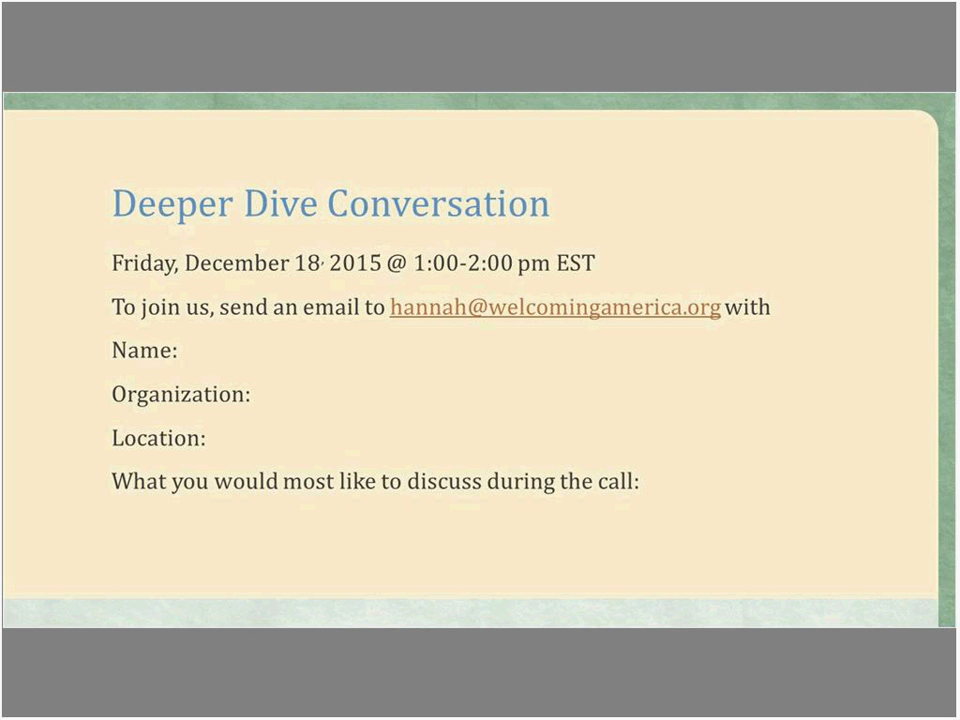 Deeper Dive Conversation
Friday, December 18, 2015 @ 1:00-2:00 pm EST
To join us, send an email to hannah@welcomingamerica.org with
Name:
Organization:
Location:
What you would most like to discuss during the call: